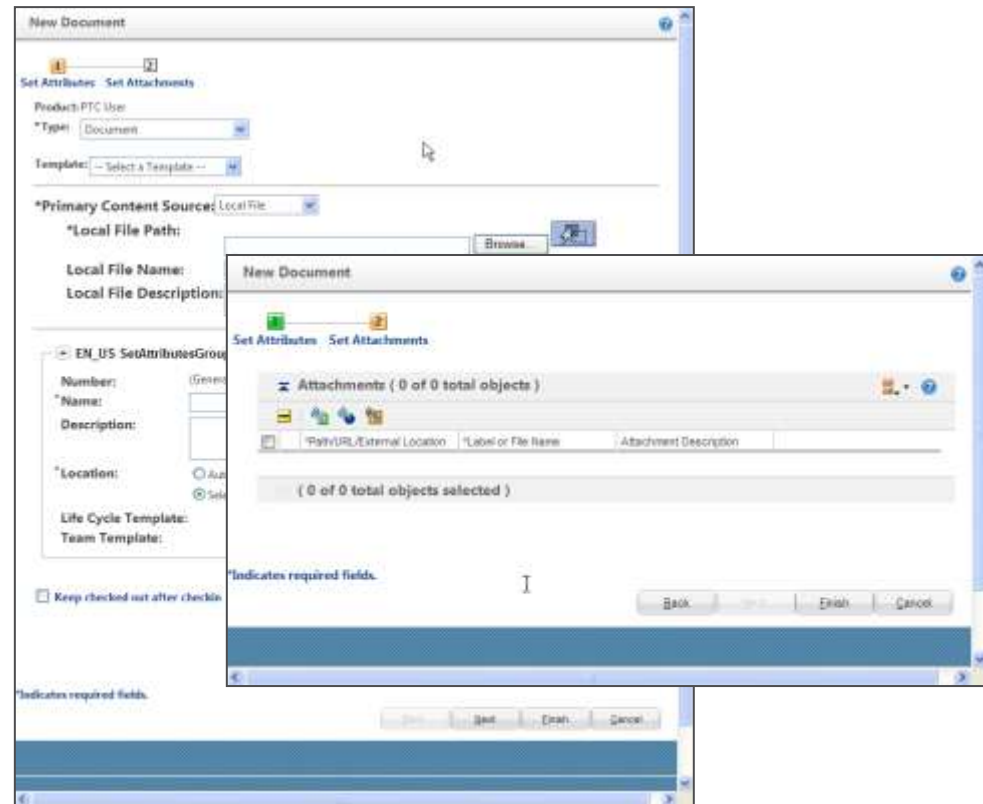 New Document
1 2
Set Attributes Set Attachments
Product: PTC User
*Type: Document
Template: -- Select a Template --
*Primary Content Source: Local File
*Local File Path:
Browse...
Local File Name:
Local File Description:
EN_US SetAttributesGroup
Number:
*Name:
Description:
*Location:
Life Cycle Template:
Team Template:
Keep checked out after checkin
*Indicates required fields.
Next Finish Cancel
New Document
1 2
Set Attributes Set Attachments
Attachments ( 0 of 0 total objects )
*Path/URL/External Location *Label or File Name Attachment Description
( 0 of 0 total objects selected )
*Indicates required fields.
Back Finish Cancel